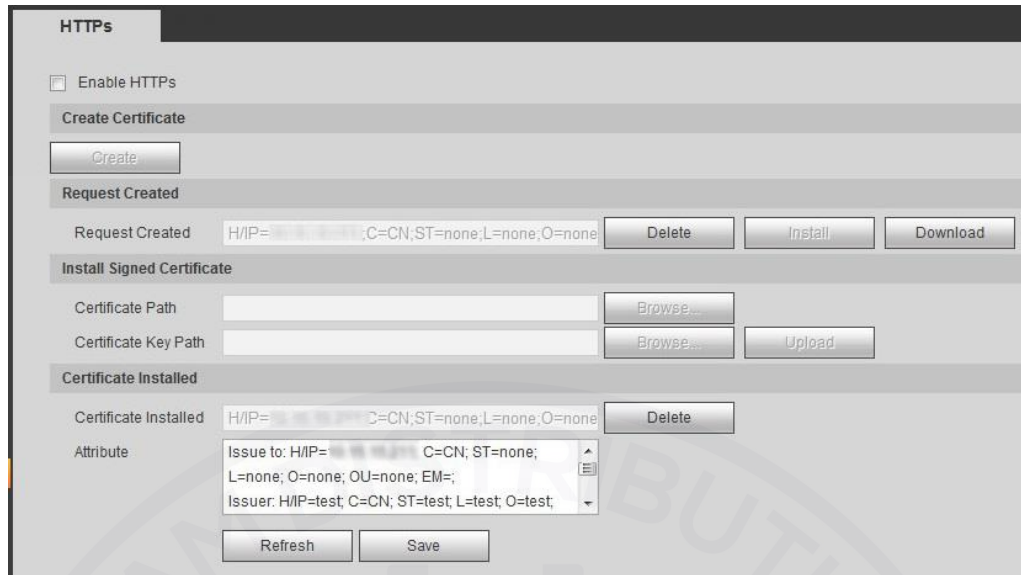 HTTPs
Enable HTTPs
Create Certificate
Create
Request Created
Request Created H/IP= ;C=CN;ST=none;L=none;O=none Delete Install Download
Install Signed Certificate
Certificate Path Browse...
Certificate Key Path Browse... Upload
Certificate Installed
Certificate Installed H/IP= C=CN;ST=none;L=none;O=none Delete
Attribute Issue to: H/IP= C=CN; ST=none;
L=none; O=none; OU=none; EM=;
Issuer: H/IP=test; C=CN; ST=test; L=test; O=test;
Refresh Save